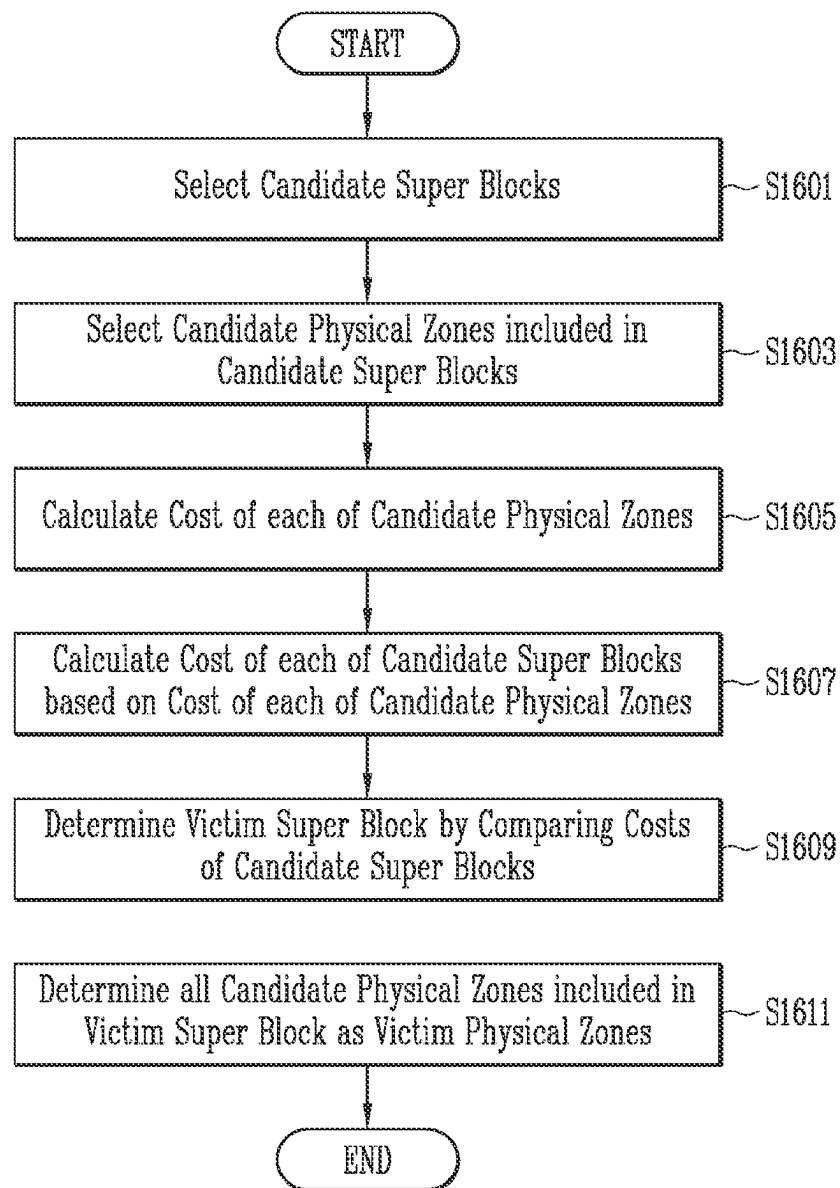 START
Select Candidate Super Blocks
S1601
Select Candidate Physical Zones included in
Candidate Super Blocks
S1603
Calculate Cost of each of Candidate Physical Zones
S1605
Calculate Cost of each of Candidate Super Blocks
based on Cost of each of Candidate Physical Zones
S1607
Determine Victim Super Block by Comparing Costs
of Candidate Super Blocks
S1609
Determine all Candidate Physical Zones included in
Victim Super Block as Victim Physical Zones
S1611
END